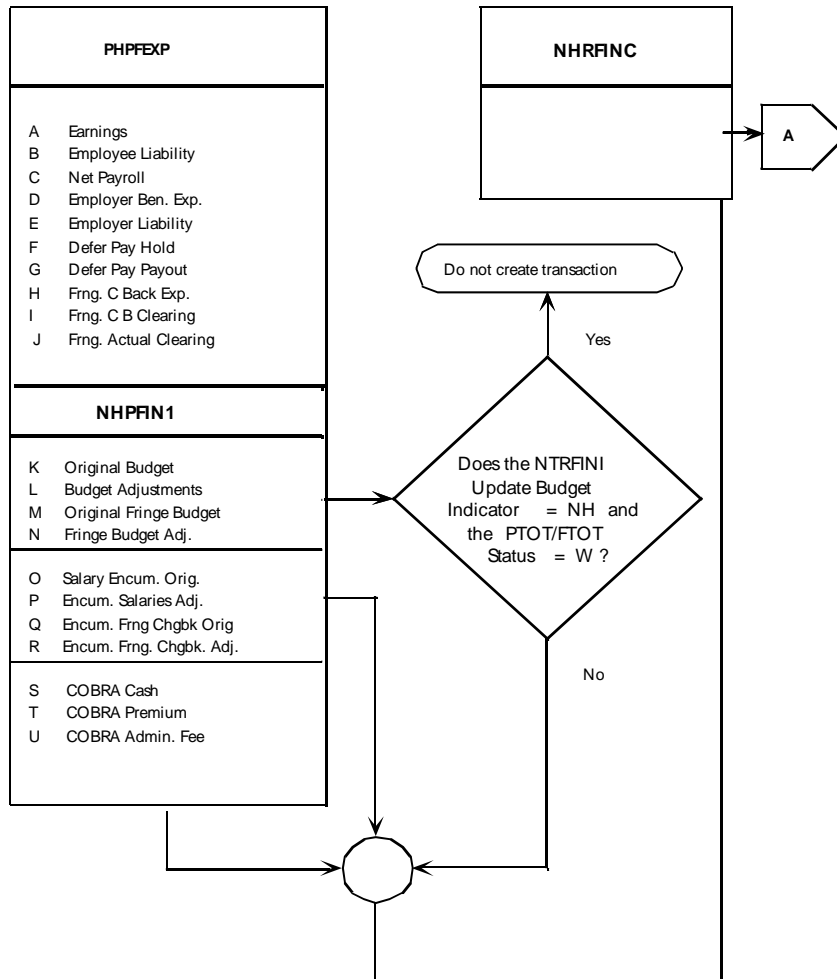 PHPFEXP
A Earnings
B Employee Liability
C Net Payroll
D Employer Ben. Exp.
E Employer Liability
F Defer Pay Hold
G Defer Pay Payout
H Frng. C Back Exp.
I Frng. C B Clearing
J Frng. Actual Clearing
NHPFIN1
K Original Budget
L Budget Adjustments
M Original Fringe Budget
N Fringe Budget Adj.
O Salary Encum. Orig.
P Encum. Salaries Adj.
Q Encum. Frng Chgbk Orig
R Encum. Frng. Chgbk. Adj.
S COBRA Cash
T COBRA Premium
U COBRA Admin. Fee
NHRFINC
A
Do not create transaction
Yes
Does the NTRFINI
Update Budget
Indicator = NH and
the PTOT/FTOT
Status = W ?
No